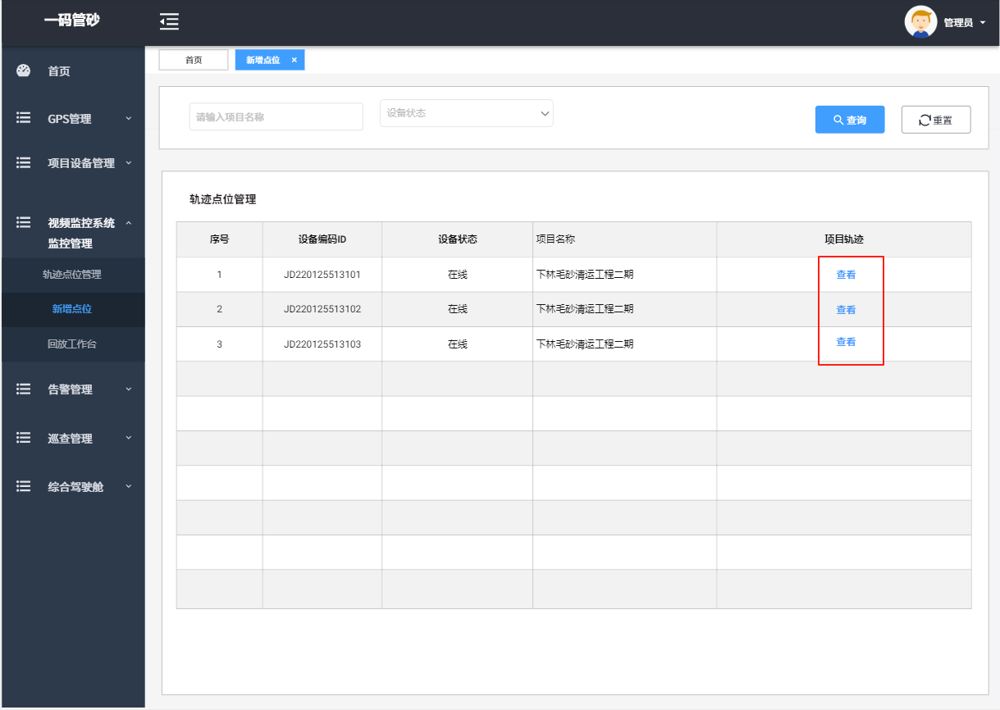 一码管砂
管理员
首页
GPS管理
项目设备管理
视频监控系统
监控管理
轨迹点位管理
新增点位
回放工作台
告警管理
巡查管理
综合驾驶舱
首页
新增点位 ×
请输入项目名称
设备状态
查询
重置
轨迹点位管理
序号 设备编码ID 设备状态 项目名称 项目轨迹
1 JD220125513101 在线 下林毛砂清运工程二期 查看
2 JD220125513102 在线 下林毛砂清运工程二期 查看
3 JD220125513103 在线 下林毛砂清运工程二期 查看